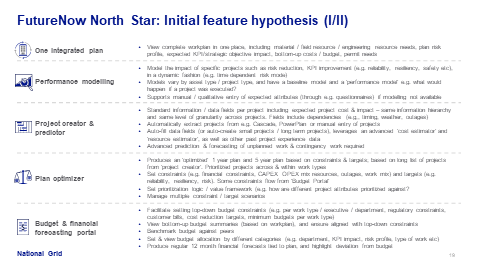 FutureNow North Star: Initial feature hypothesis (I/II)
One integrated plan
• View complete workplan in one place, including material / field resource / engineering resource needs, plan risk
profile, expected KPI/strategic objective impact, bottom-up costs / budget, permit needs
Performance modelling
• Model the impact of specific projects such as risk reduction, KPI improvement (e.g. reliability, resiliency, safety etc),
in a dynamic fashion (e.g. time dependent risk model)
• Models vary by asset type / project type, and have a baseline model and a 'performance model' e.g. what would
happen if a project was executed?
• Supports manual / qualitative entry of expected attributes (through e.g. questionnaire) if modelling not available
Project creator &
predictor
• Standard information / data fields per project including expected project cost & impact – same information hierarchy
and same level of granularity across projects. Fields include dependencies (e.g., timing, weather, outages)
• Automatically extract projects from e.g. Cascade, PowerPlan or manual entry of projects
• Auto-fill data fields (or auto-create small projects / long term projects), leverages an advanced 'cost estimate' and
'resource estimate', as well as other past project experience data
• Advanced prediction & forecasting of unplanned work & contingency work required
Plan optimizer
• Produces an 'optimized' 1 year plan and 5 year plan based on constraints & targets, based on long list of projects
from 'project creator'. Prioritized projects across & within work types
• Set constraints (e.g. financial constraints, CAPEX OPEX mix resources, outages, work mix) and targets (e.g.
reliability, resiliency, risk). Some constraints flow from 'Budget Portal'
• Set prioritization logic / value framework (e.g. how are different project attributes prioritized against?
• Manage multiple constraint / target scenarios
Budget & financial
forecasting portal
• Facilitate setting top-down budget constraints (e.g. per work type / executive / department, regulatory constraints,
customer bills, cost reduction targets, minimum budgets per work type)
• View bottom-up budget summaries (based on workplan), and ensure aligned with top-down constraints
• Benchmark budget against peers
• Set & view budget allocation by different categories (e.g. department, KPI impact, risk profile, type of work etc)
• Produce regular 12 month financial forecasts tied to plan, and highlight deviation from budget
National Grid